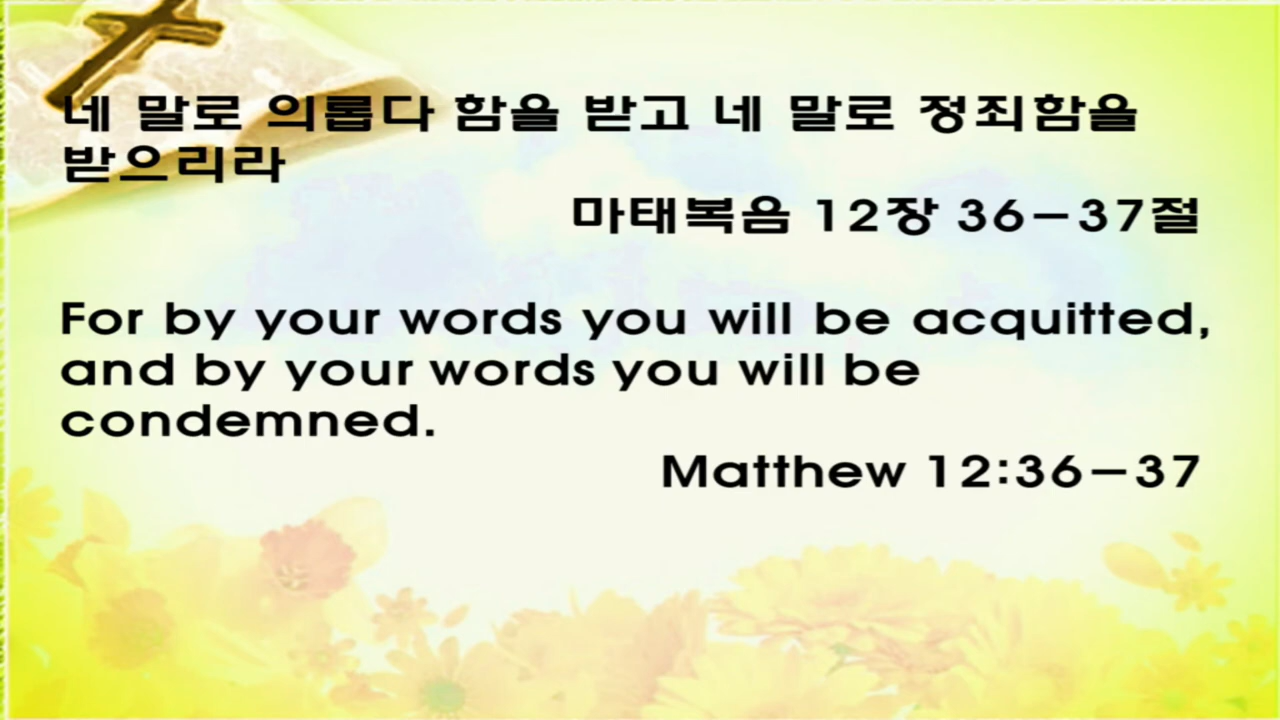 네 말로 의롭다 함을 받고 네 말로 정죄함을
받으리라
마태복음 12장 36-37절
For by your words you will be acquitted,
and by your words you will be
condemned.
Matthew 12:36-37